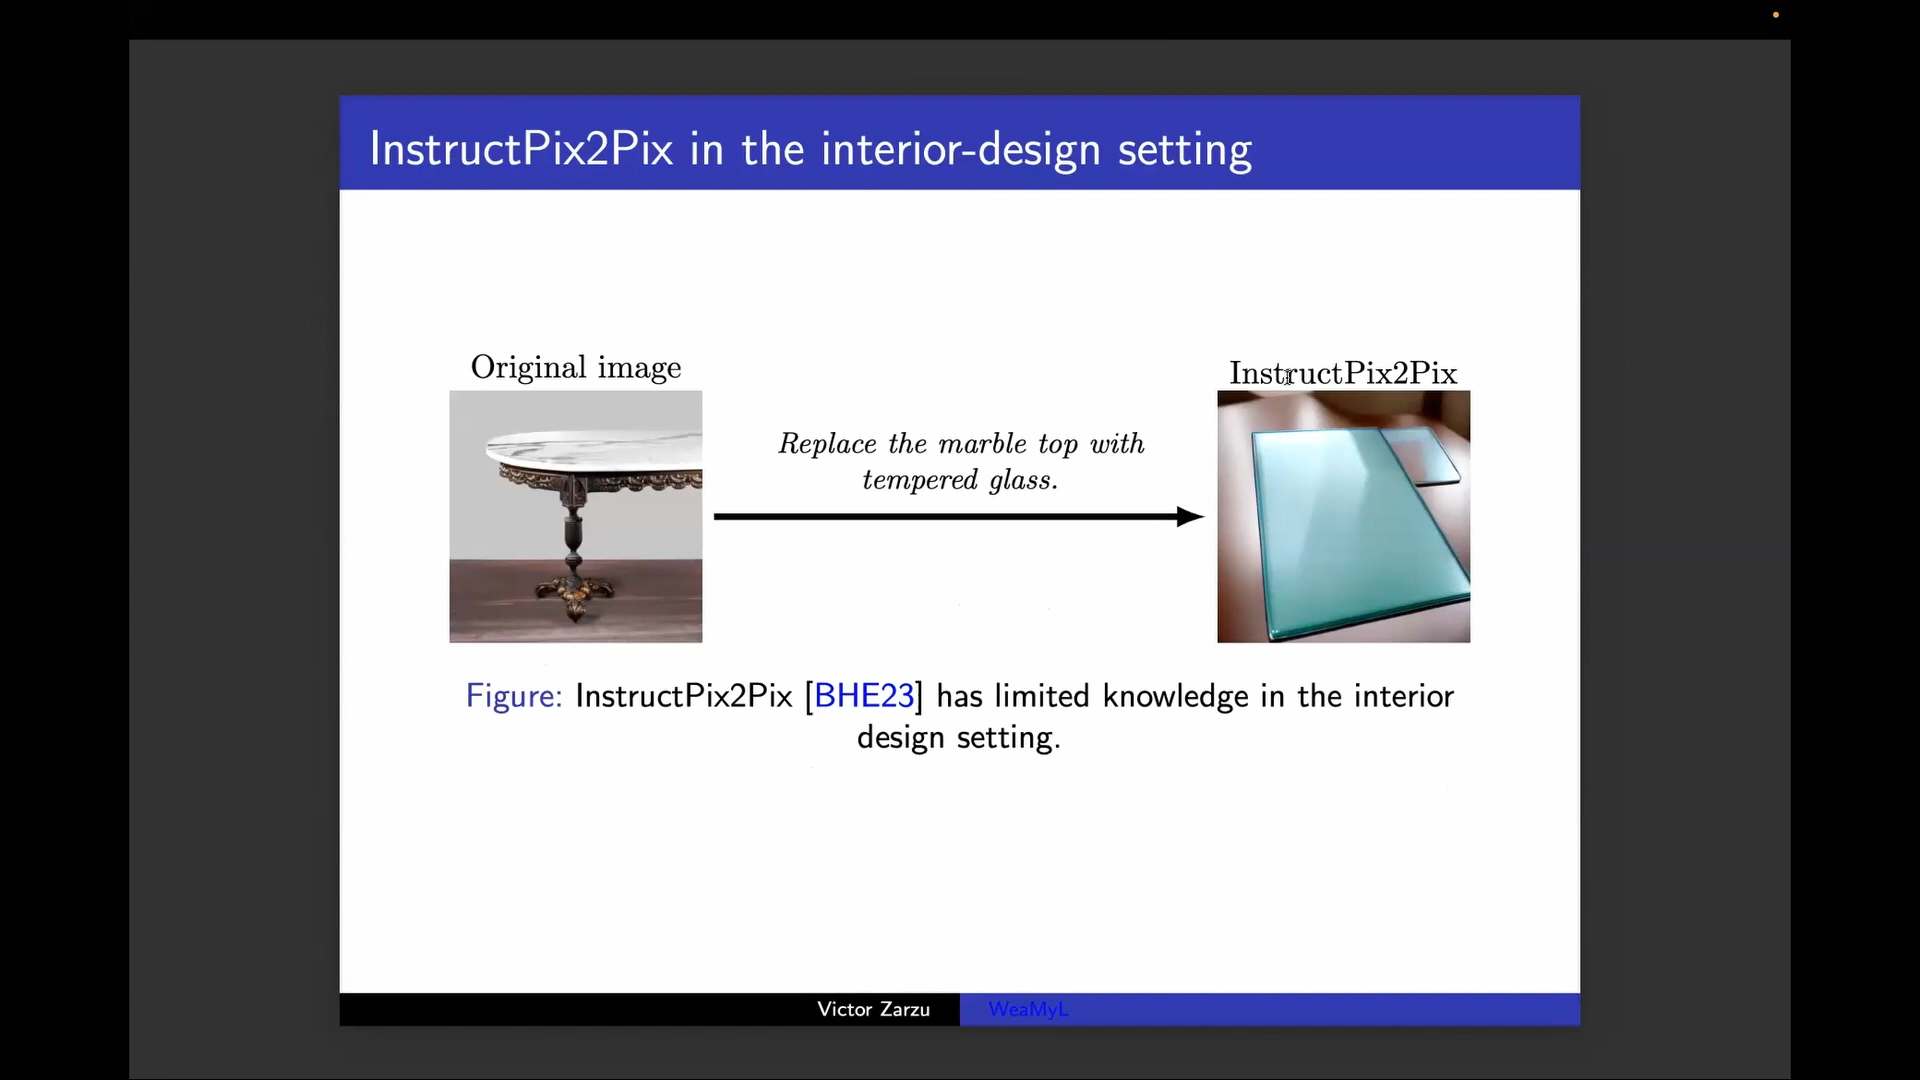 InstructPix2Pix in the interior-design setting
Original image
InstructPix2Pix
Replace the marble top with
tempered glass.
Figure: InstructPix2Pix [BHE23] has limited knowledge in the interior
design setting.
Victor Zarzu
WeaMyL